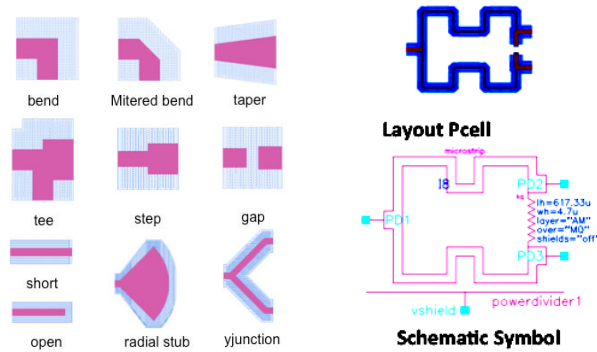 bend
Mitered bend
taper
tee
step
gap
short
open
radial stub
yjunction
Layout Pcell
microstrip
I8
PD2
PD1
lh=617.33u
wh=4.7u
layer="AM"
over="MQ"
shields="off"
PD3
powerdivider1
vshield
Schematic Symbol